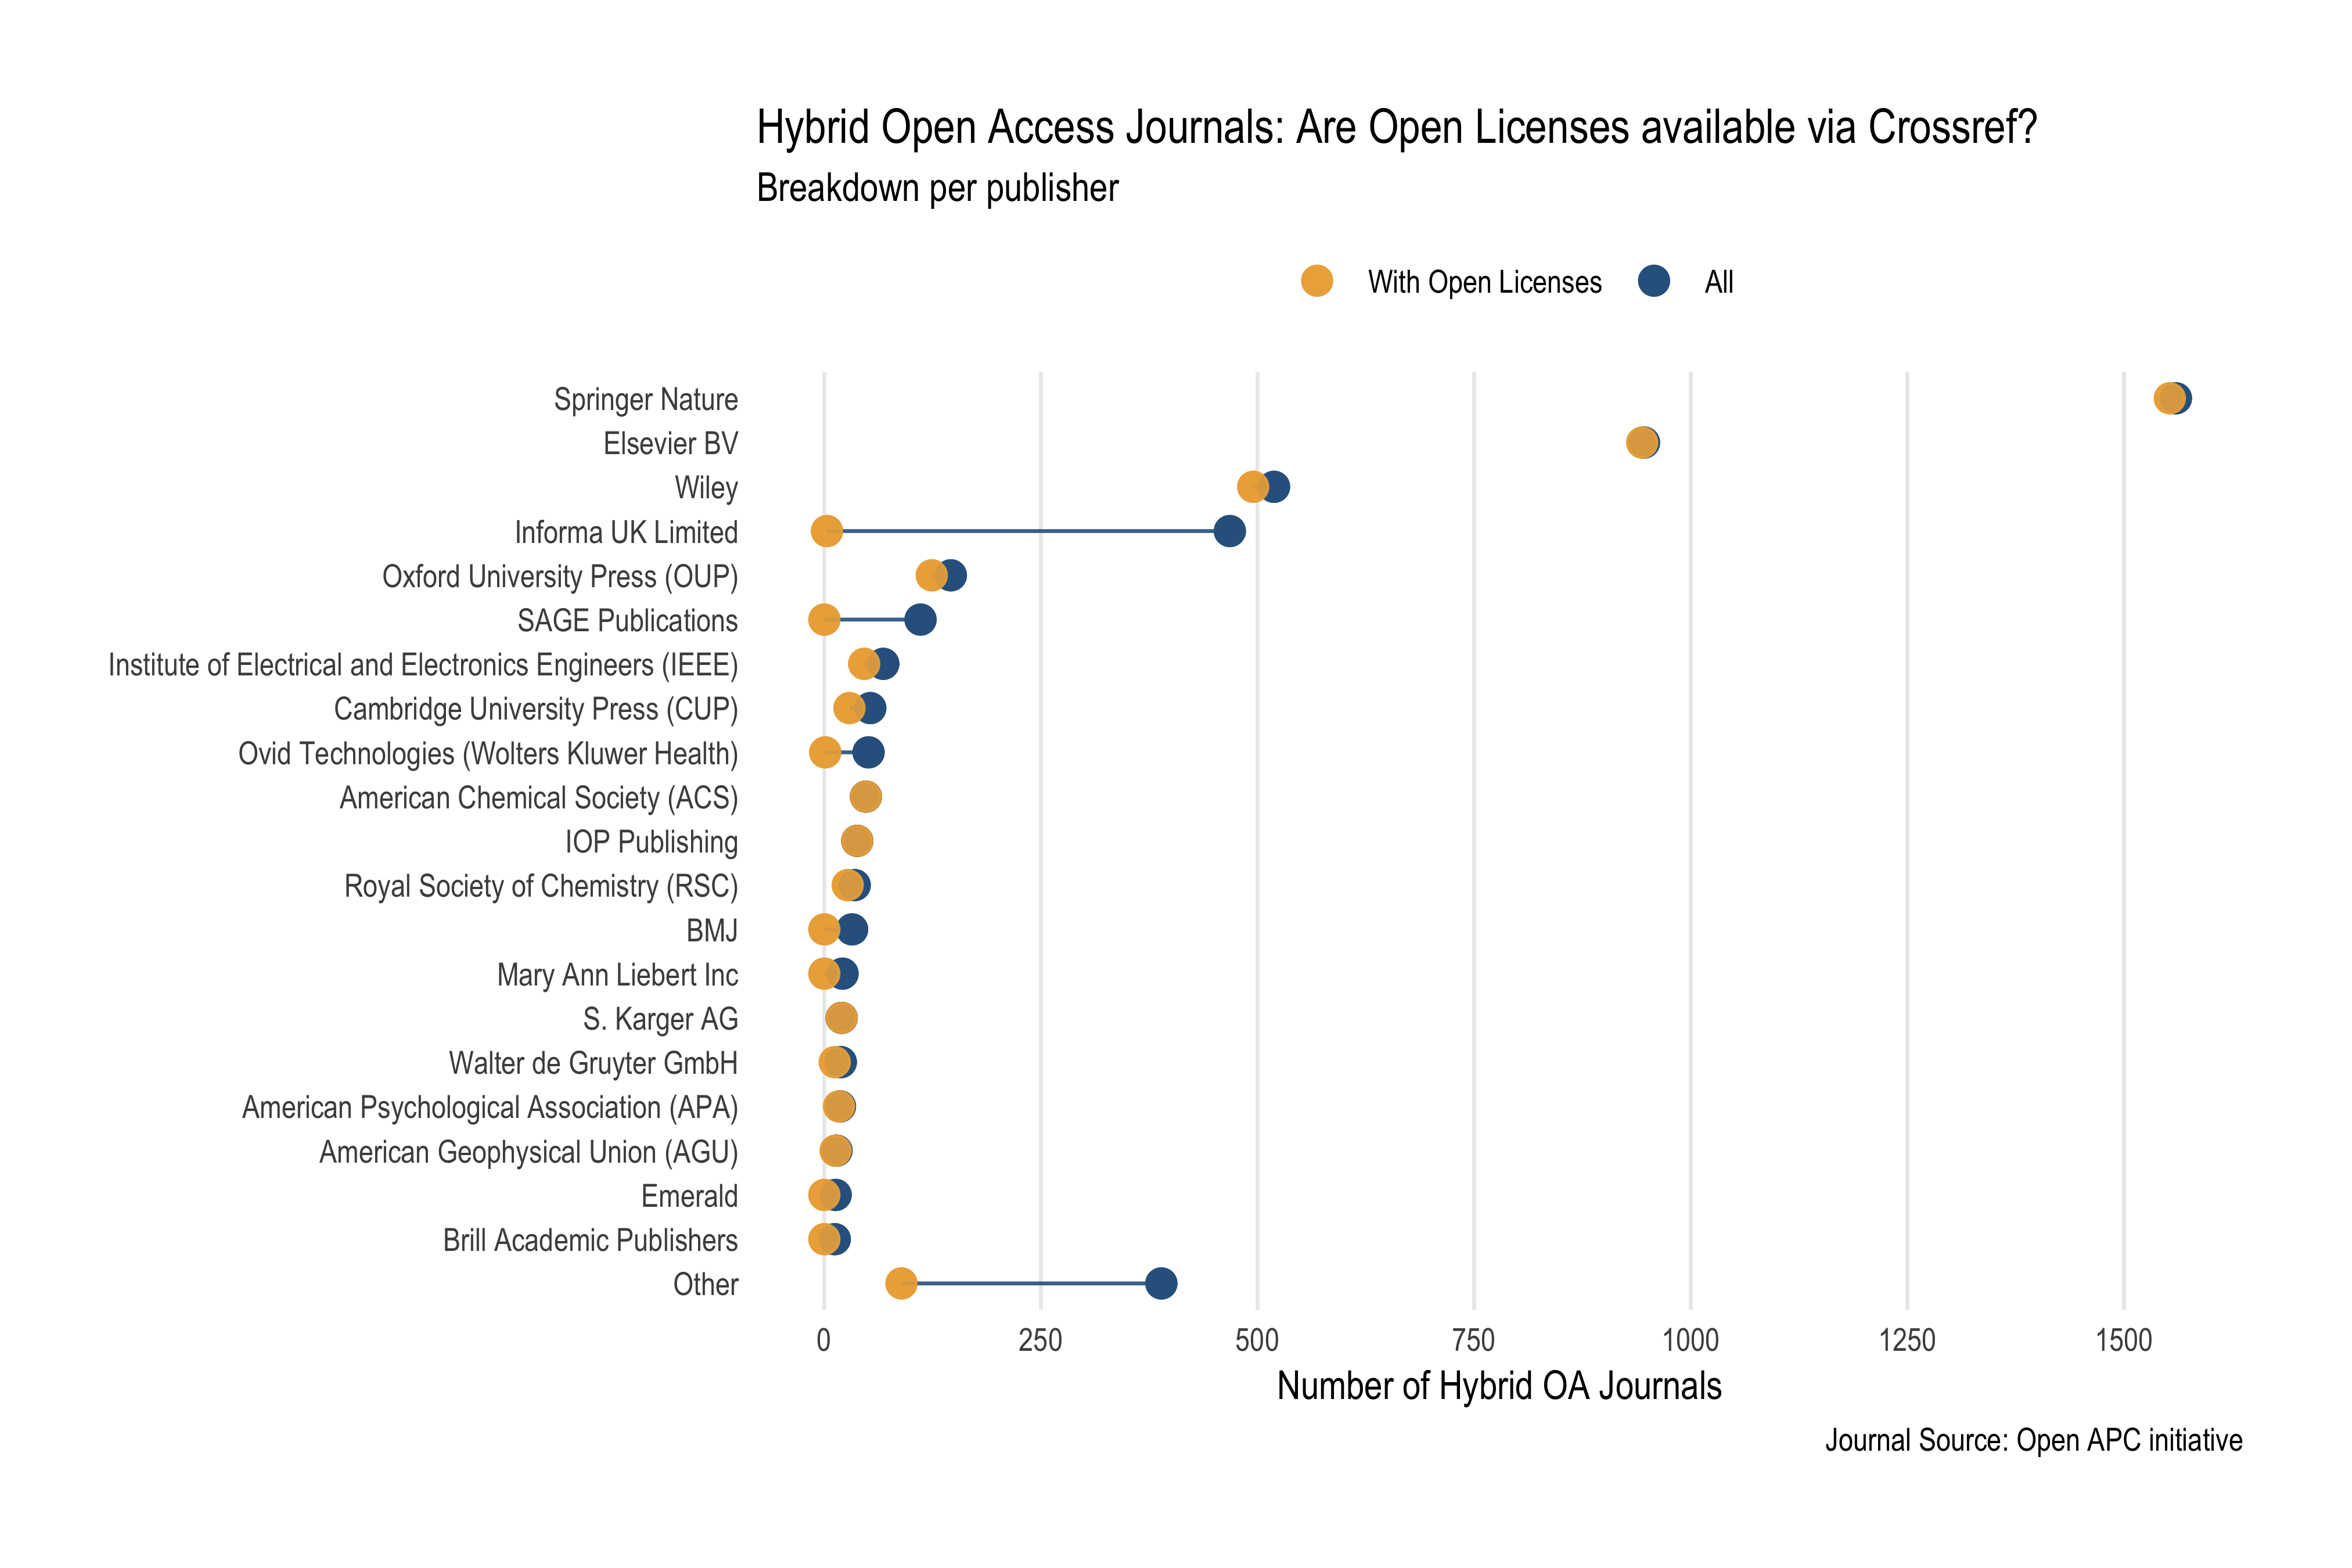 Hybrid Open Access Journals: Are Open Licenses available via Crossref?
Breakdown per publisher
With Open Licenses
All
Springer Nature
Elsevier BV
Wiley
Informa UK Limited
Oxford University Press (OUP)
SAGE Publications
Institute of Electrical and Electronics Engineers (IEEE)
Cambridge University Press (CUP)
Ovid Technologies (Wolters Kluwer Health)
American Chemical Society (ACS)
IOP Publishing
Royal Society of Chemistry (RSC)
BMJ
Mary Ann Liebert Inc
S. Karger AG
Walter de Gruyter GmbH
American Psychological Association (APA)
American Geophysical Union (AGU)
Emerald
Brill Academic Publishers
Other
0 250 500 750 1000 1250 1500
Number of Hybrid OA Journals
Journal Source: Open APC initiative